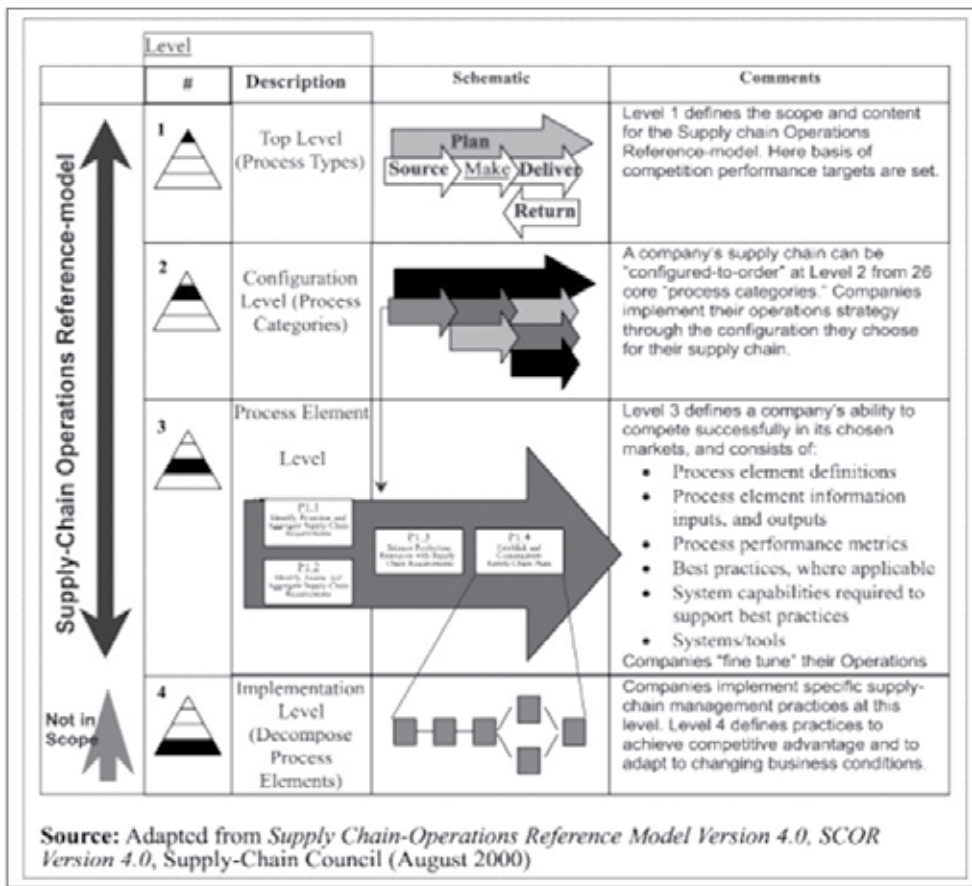 Level
#
Description
Schematic
Comments
Supply-Chain Operations Reference-model
1
Top Level
(Process Types)
Plan
Source
Make
Deliver
Return
Level 1 defines the scope and content
for the Supply chain Operations
Reference-model. Here basis of
competition performance targets are set.
2
Configuration
Level (Process
Categories)
A company's supply chain can be
"configured-to-order" at Level 2 from 26
core "process categories." Companies
implement their operations strategy
through the configuration they choose
for their supply chain.
3
Process Element
Level
P1.1
Aggregate Supply-Chain
P1.2
Aggregate Supply-Chain
P1.3
P1.4
Level 3 defines a company's ability to
compete successfully in its chosen
markets, and consists of:
• Process element definitions
• Process element information
inputs, and outputs
• Process performance metrics
• Best practices, where applicable
• System capabilities required to
support best practices
• Systems/tools
Companies "fine tune" their Operations
Not in
Scope
4
Implementation
Level
(Decompose
Process
Elements)
Companies implement specific supply-
chain management practices at this
level. Level 4 defines practices to
achieve competitive advantage and to
adapt to changing business conditions.
Source: Adapted from Supply Chain-Operations Reference Model Version 4.0, SCOR
Version 4.0, Supply-Chain Council (August 2000)